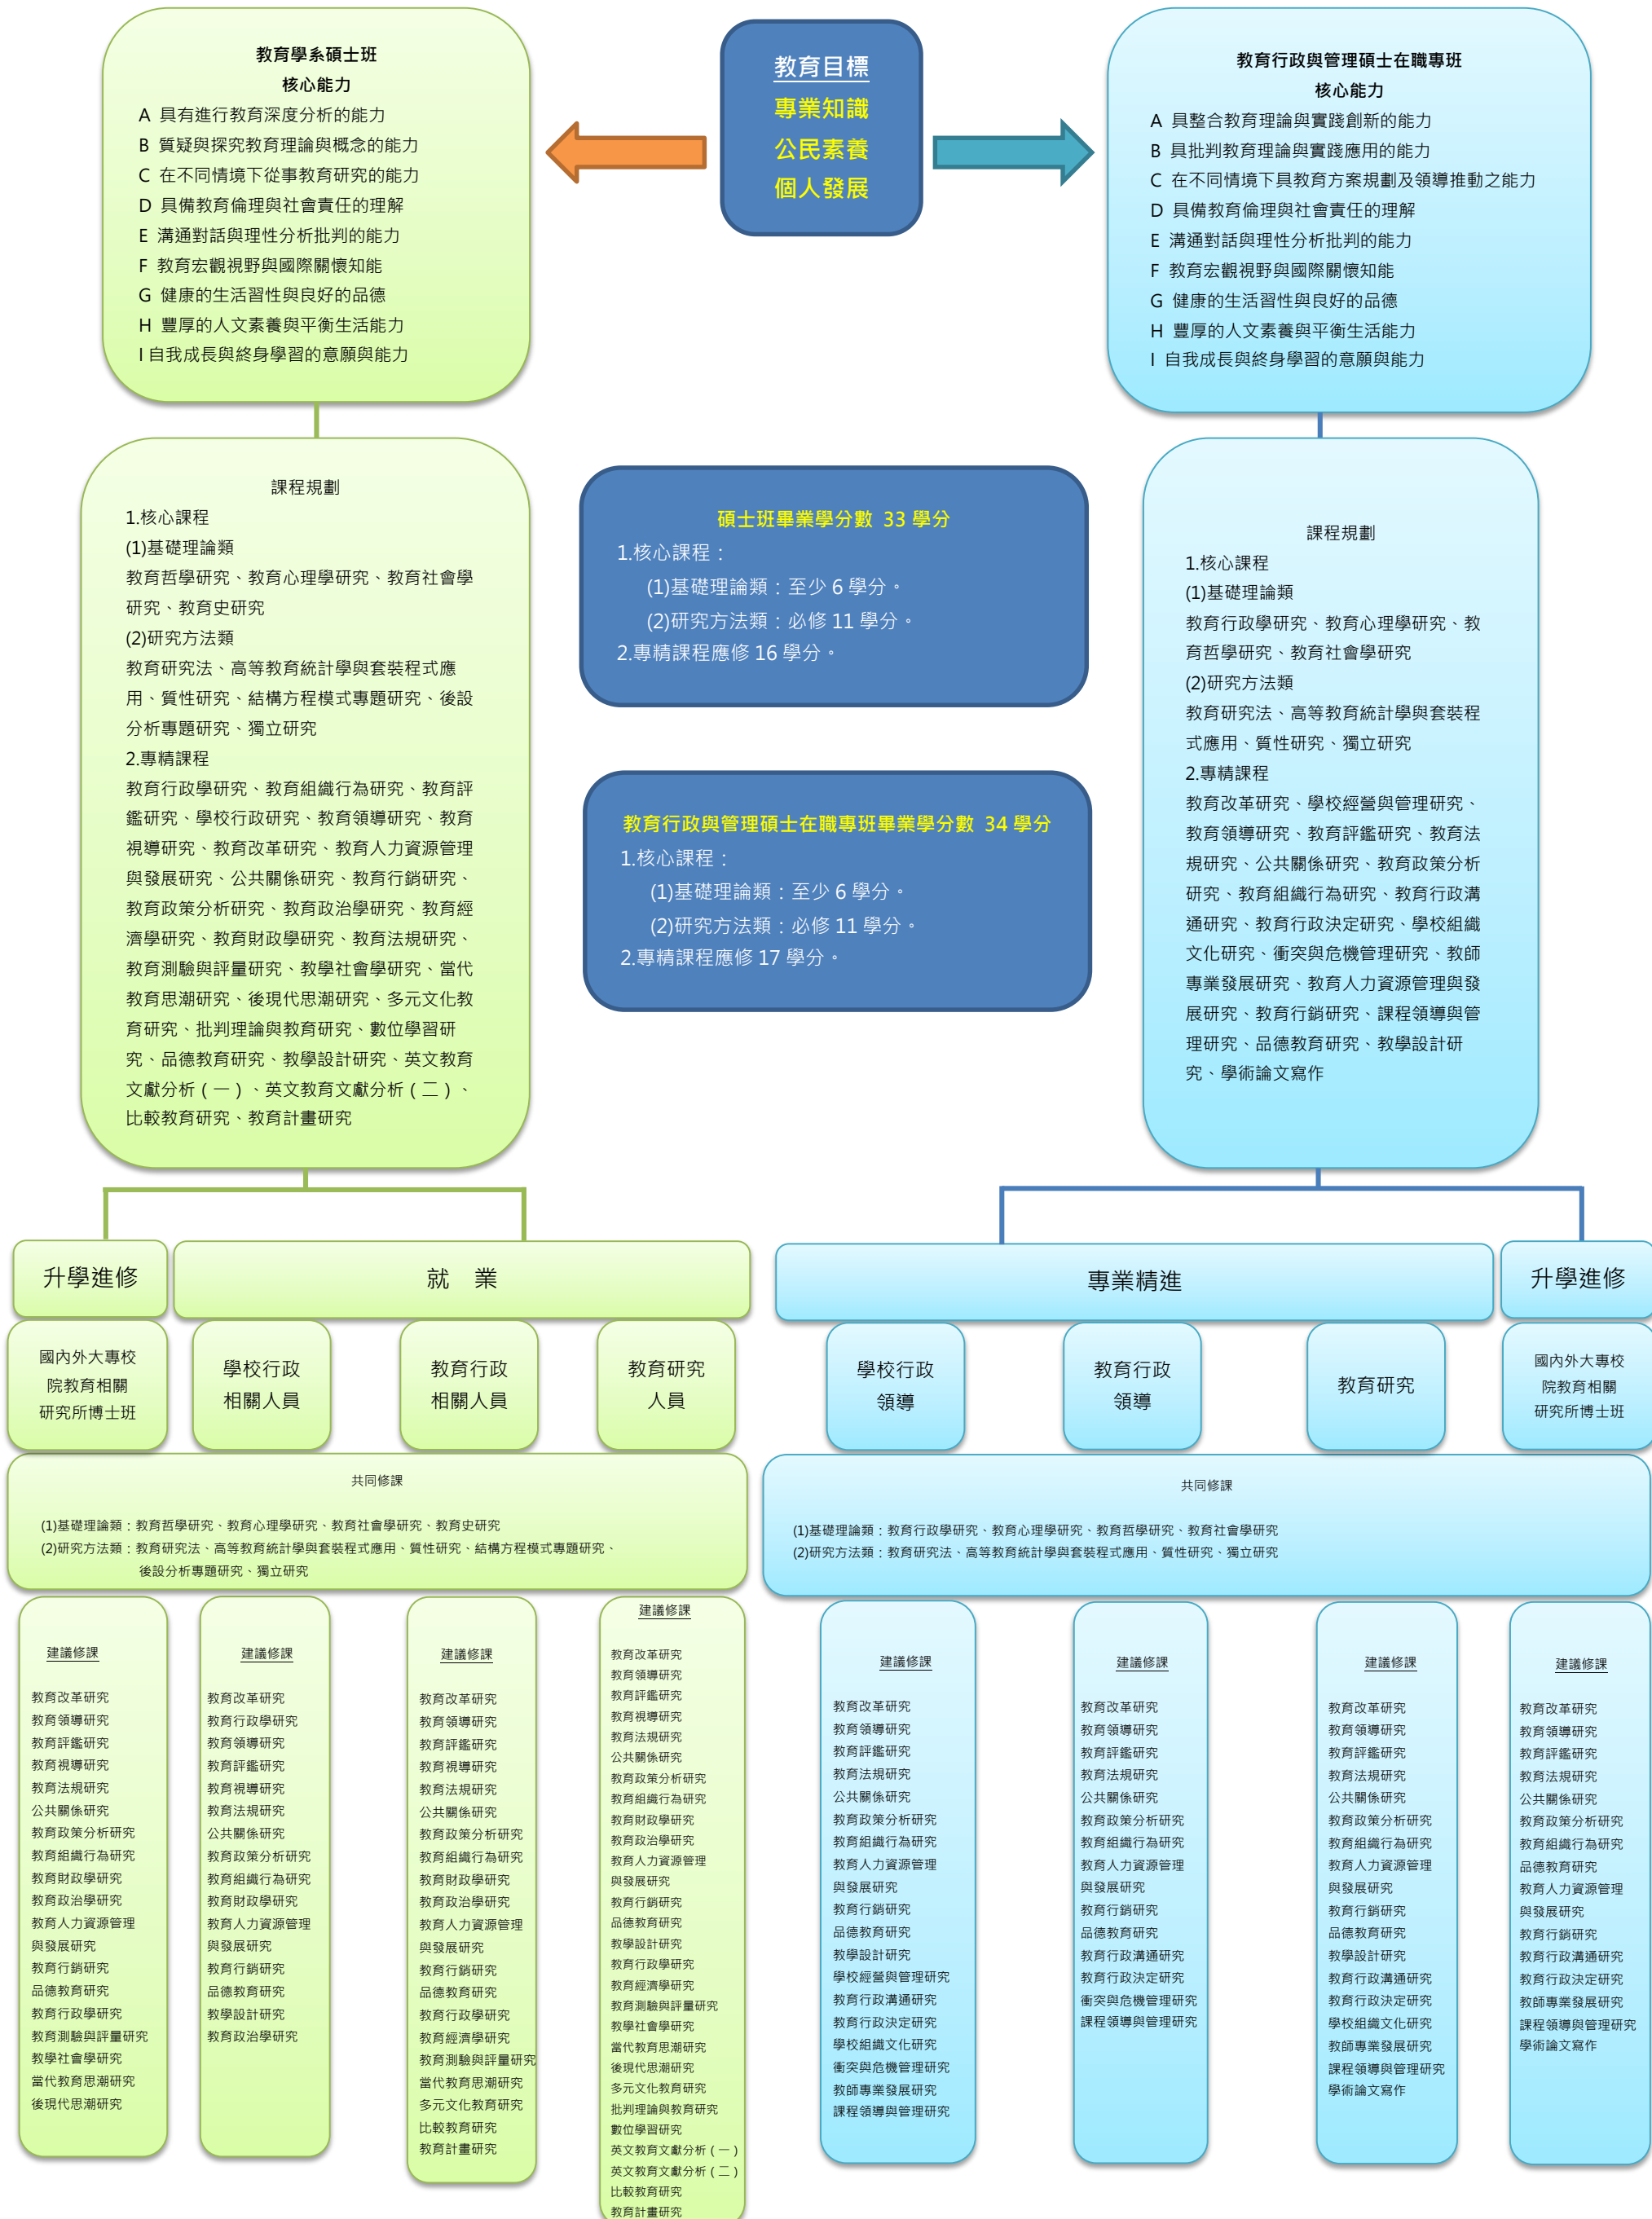 教育學系碩士班
核心能力
A 具有進行教育深度分析的能力
B 質疑與探究教育理論與概念的能力
C 在不同情境下從事教育研究的能力
D 具備教育倫理與社會責任的理解
E 溝通對話與理性分析批判的能力
F 教育宏觀視野與國際關懷知能
G 健康的生活習性與良好的品德
H 豐厚的人文素養與平衡生活能力
I 自我成長與終身學習的意願與能力
教育目標
專業知識
公民素養
個人發展
教育行政與管理碩士在職專班
核心能力
A 具整合教育理論與實踐創新的能力
B 具批判教育理論與實踐應用的能力
C 在不同情境下具教育方案規劃及領導推動之能力
D 具備教育倫理與社會責任的理解
E 溝通對話與理性分析批判的能力
F 教育宏觀視野與國際關懷知能
G 健康的生活習性與良好的品德
H 豐厚的人文素養與平衡生活能力
I 自我成長與終身學習的意願與能力
課程規劃
1.核心課程
(1)基礎理論類
教育哲學研究、教育心理學研究、教育社會學
研究、教育史研究
(2)研究方法類
教育研究法、高等教育統計學與套裝程式應
用、質性研究、結構方程模式專題研究、後設
分析專題研究、獨立研究
2.專精課程
教育行政學研究、教育組織行為研究、教育評
鑑研究、學校行政研究、教育領導研究、教育
視導研究、教育改革研究、教育人力資源管理
與發展研究、公共關係研究、教育行銷研究、
教育政策分析研究、教育政治學研究、教育經
濟學研究、教育財政學研究、教育法規研究、
教育測驗與評量研究、教學社會學研究、當代
教育思潮研究、後現代思潮研究、多元文化教
育研究、批判理論與教育研究、數位學習研
究、品德教育研究、教學設計研究、英文教育
文獻分析（一）、英文教育文獻分析（二）、
比較教育研究、教育計畫研究
碩士班畢業學分數 33 學分
1.核心課程：
(1)基礎理論類：至少 6 學分。
(2)研究方法類：必修 11 學分。
2.專精課程應修 16 學分。
教育行政與管理碩士在職專班畢業學分數 34 學分
1.核心課程：
(1)基礎理論類：至少 6 學分。
(2)研究方法類：必修 11 學分。
2.專精課程應修 17 學分。
課程規劃
1.核心課程
(1)基礎理論類
教育行政學研究、教育心理學研究、教
育哲學研究、教育社會學研究
(2)研究方法類
教育研究法、高等教育統計學與套裝程
式應用、質性研究、獨立研究
2.專精課程
教育改革研究、學校經營與管理研究、
教育領導研究、教育評鑑研究、教育法
規研究、公共關係研究、教育政策分析
研究、教育組織行為研究、教育行政溝
通研究、教育行政決定研究、學校組織
文化研究、衝突與危機管理研究、教師
專業發展研究、教育人力資源管理與發
展研究、教育行銷研究、課程領導與管
理研究、品德教育研究、教學設計研
究、學術論文寫作
升學進修
就　業
專業精進
升學進修
國內外大專校
院教育相關
研究所博士班
學校行政
相關人員
教育行政
相關人員
教育研究
人員
學校行政
領導
教育行政
領導
教育研究
國內外大專校
院教育相關
研究所博士班
共同修課
(1)基礎理論類：教育哲學研究、教育心理學研究、教育社會學研究、教育史研究
(2)研究方法類：教育研究法、高等教育統計學與套裝程式應用、質性研究、結構方程模式專題研究、
後設分析專題研究、獨立研究
共同修課
(1)基礎理論類：教育行政學研究、教育心理學研究、教育哲學研究、教育社會學研究
(2)研究方法類：教育研究法、高等教育統計學與套裝程式應用、質性研究、獨立研究
建議修課
教育改革研究
教育領導研究
教育評鑑研究
教育視導研究
教育法規研究
公共關係研究
教育政策分析研究
教育組織行為研究
教育財政學研究
教育政治學研究
教育人力資源管理
與發展研究
教育行銷研究
品德教育研究
教育行政學研究
教育測驗與評量研究
教學社會學研究
當代教育思潮研究
後現代思潮研究
建議修課
教育改革研究
教育行政學研究
教育領導研究
教育評鑑研究
教育視導研究
教育法規研究
公共關係研究
教育政策分析研究
教育組織行為研究
教育財政學研究
教育人力資源管理
與發展研究
教育行銷研究
品德教育研究
教學設計研究
教育政治學研究
建議修課
教育改革研究
教育領導研究
教育評鑑研究
教育視導研究
教育法規研究
公共關係研究
教育政策分析研究
教育組織行為研究
教育財政學研究
教育政治學研究
教育人力資源管理
與發展研究
教育行銷研究
品德教育研究
教育行政學研究
教育經濟學研究
教育測驗與評量研究
當代教育思潮研究
多元文化教育研究
比較教育研究
教育計畫研究
建議修課
教育改革研究
教育領導研究
教育評鑑研究
教育視導研究
教育法規研究
公共關係研究
教育政策分析研究
教育組織行為研究
教育財政學研究
教育政治學研究
教育人力資源管理
與發展研究
教育行銷研究
品德教育研究
教學設計研究
教育行政學研究
教育經濟學研究
教育測驗與評量研究
教學社會學研究
當代教育思潮研究
後現代思潮研究
多元文化教育研究
批判理論與教育研究
數位學習研究
英文教育文獻分析（一）
英文教育文獻分析（二）
比較教育研究
教育計畫研究
建議修課
教育改革研究
教育領導研究
教育評鑑研究
教育法規研究
公共關係研究
教育政策分析研究
教育組織行為研究
教育人力資源管理
與發展研究
教育行銷研究
品德教育研究
教學設計研究
學校經營與管理研究
教育行政溝通研究
教育行政決定研究
學校組織文化研究
衝突與危機管理研究
教師專業發展研究
課程領導與管理研究
建議修課
教育改革研究
教育領導研究
教育評鑑研究
教育法規研究
公共關係研究
教育政策分析研究
教育組織行為研究
教育人力資源管理
與發展研究
教育行銷研究
品德教育研究
教育行政溝通研究
教育行政決定研究
衝突與危機管理研究
課程領導與管理研究
建議修課
教育改革研究
教育領導研究
教育評鑑研究
教育法規研究
公共關係研究
教育政策分析研究
教育組織行為研究
教育人力資源管理
與發展研究
教育行銷研究
品德教育研究
教學設計研究
教育行政溝通研究
教育行政決定研究
學校組織文化研究
教師專業發展研究
課程領導與管理研究
學術論文寫作
建議修課
教育改革研究
教育領導研究
教育評鑑研究
教育法規研究
公共關係研究
教育政策分析研究
教育組織行為研究
品德教育研究
教育人力資源管理
與發展研究
教育行銷研究
教育行政溝通研究
教育行政決定研究
教師專業發展研究
課程領導與管理研究
學術論文寫作